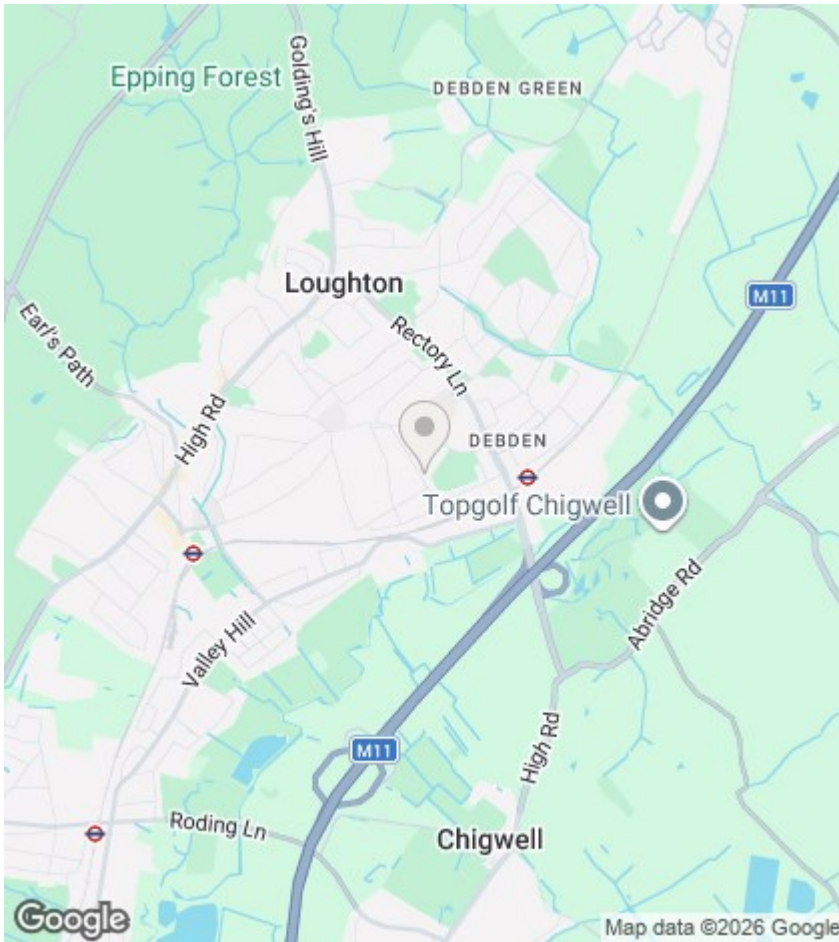 Epping Forest
Golding's Hill
DEBDEN GREEN
M11
Loughton
Rectory Ln
Earl's Path
High Rd
DEBDEN
Topgolf Chigwell
Abridge Rd
Valley Hill
M11
High Rd
Roding Ln
Chigwell
Google
Map data ©2026 Google